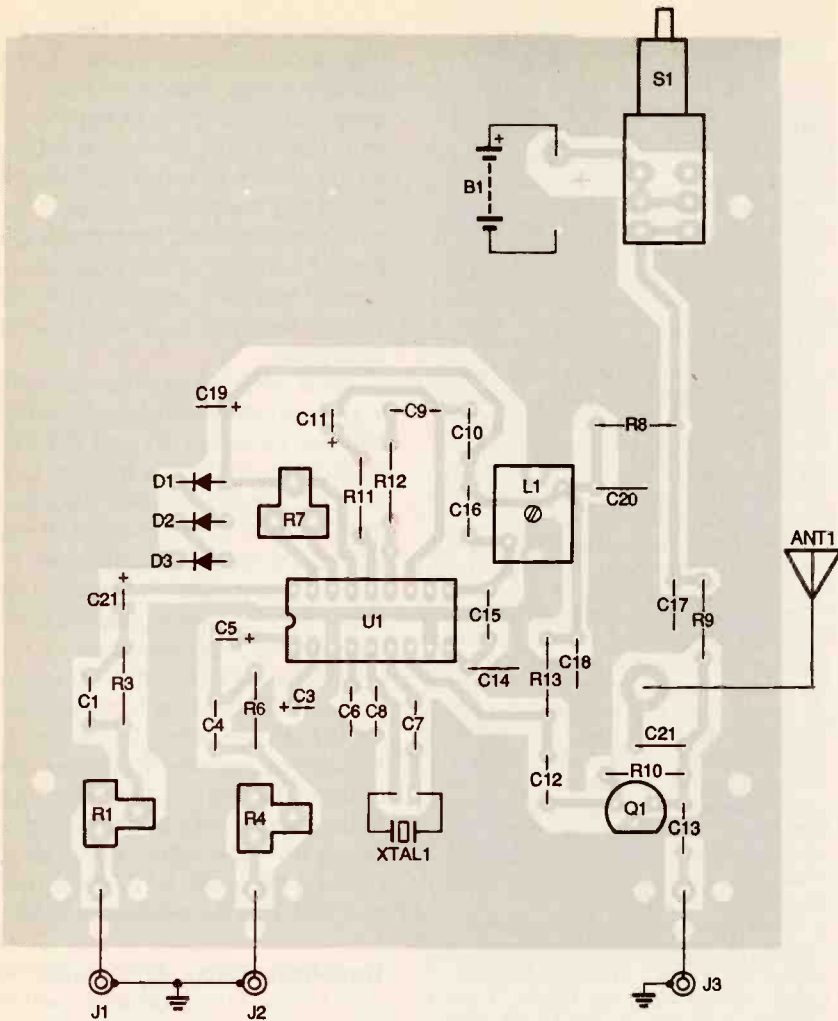 S1
+
B1
C19 +
C11
+
C9
C10
R8
D1
D2
D3
R7
R11
R12
C16
L1
C20
ANT1
+
C21
U1
C15
C17
R9
C5 +
C1
R3
C4
R6
+ C3
C6
C8
C7
C14
R13
C18
C21
R10
C12
R1
R4
XTAL1
Q1
C13
J1
J2
J3